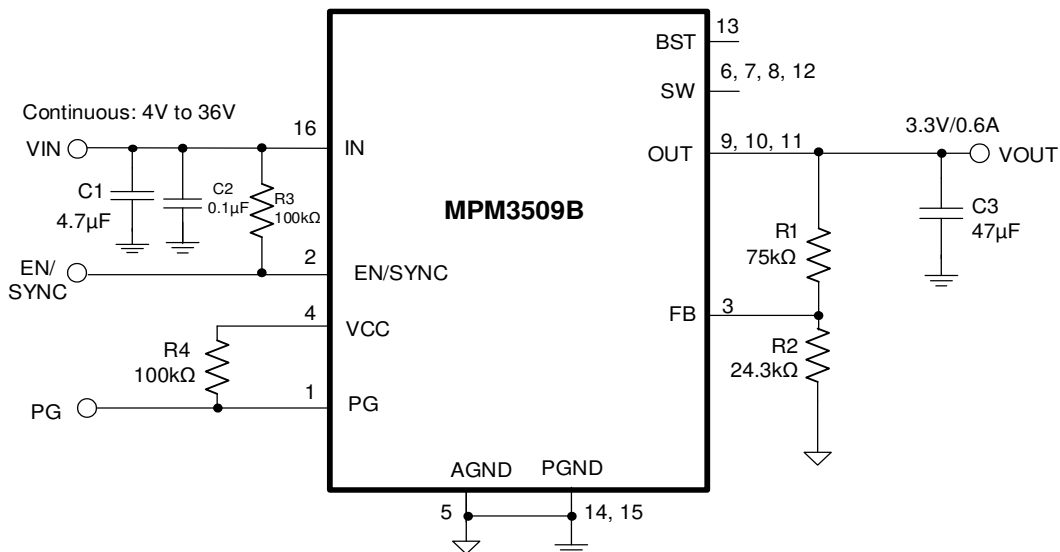 13
BST
6, 7, 8, 12
SW
Continuous: 4V to 36V
16
3.3V/0.6A
VIN
IN
OUT
9, 10, 11
VOUT
C1
4.7µF
C2
0.1µF
R3
100kΩ
MPM3509B
C3
47µF
R1
75kΩ
EN/
SYNC
2
EN/SYNC
4
VCC
FB
3
R4
100kΩ
R2
24.3kΩ
1
PG
PG
AGND
PGND
5
14, 15